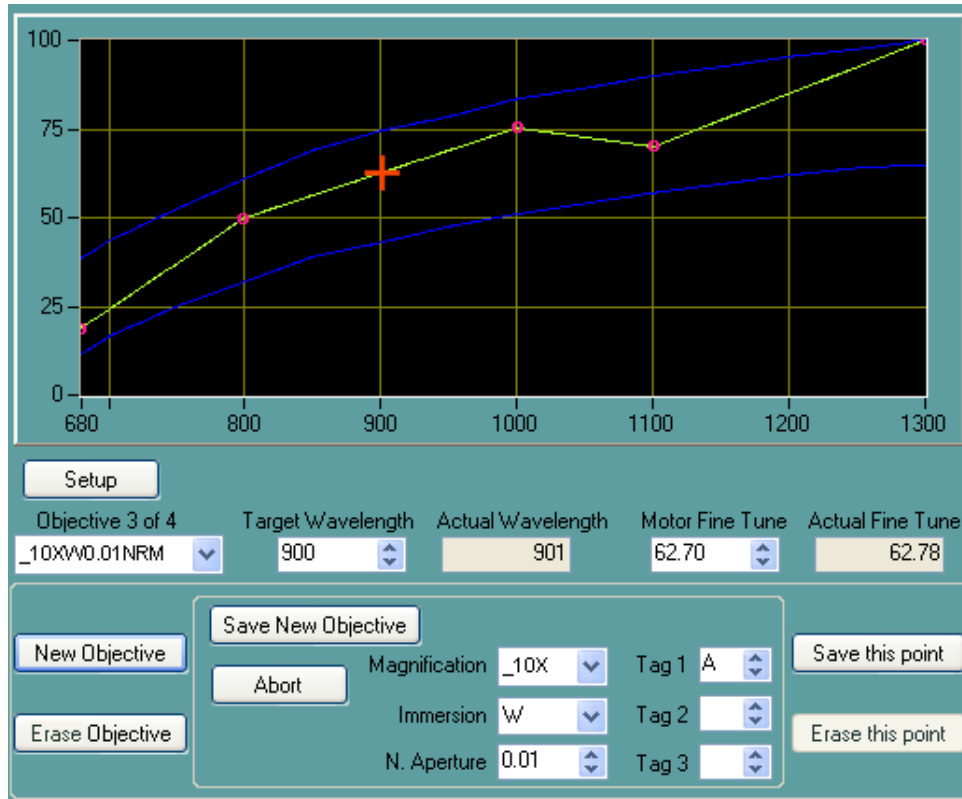 100
75
50
25
0
680 800 900 1000 1100 1200 1300
Setup
Objective 3 of 4 Target Wavelength Actual Wavelength Motor Fine Tune Actual Fine Tune
_10XW0.01NRM 900 901 62.70 62.78
Save New Objective
New Objective Magnification _10X Tag 1 A Save this point
Abort
Immersion W Tag 2
Erase Objective Erase this point
N. Aperture 0.01 Tag 3